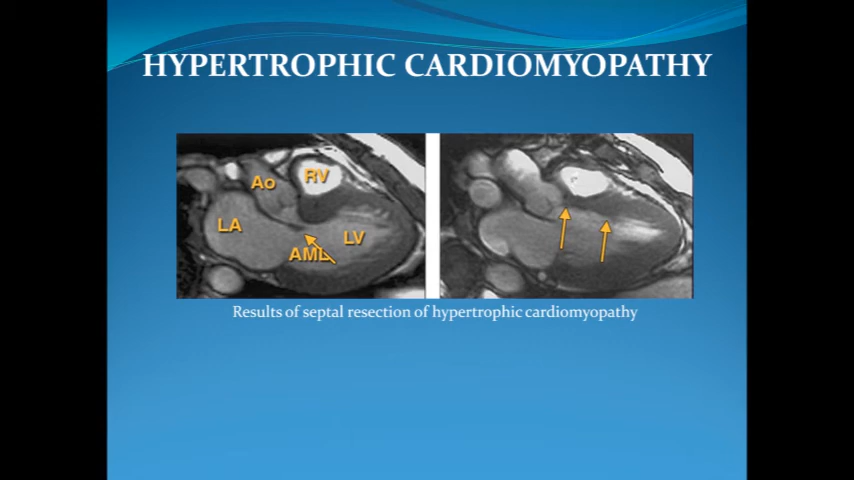 HYPERTROPHIC CARDIOMYOPATHY
Ao
RV
LA
LV
AML
Results of septal resection of hypertrophic cardiomyopathy